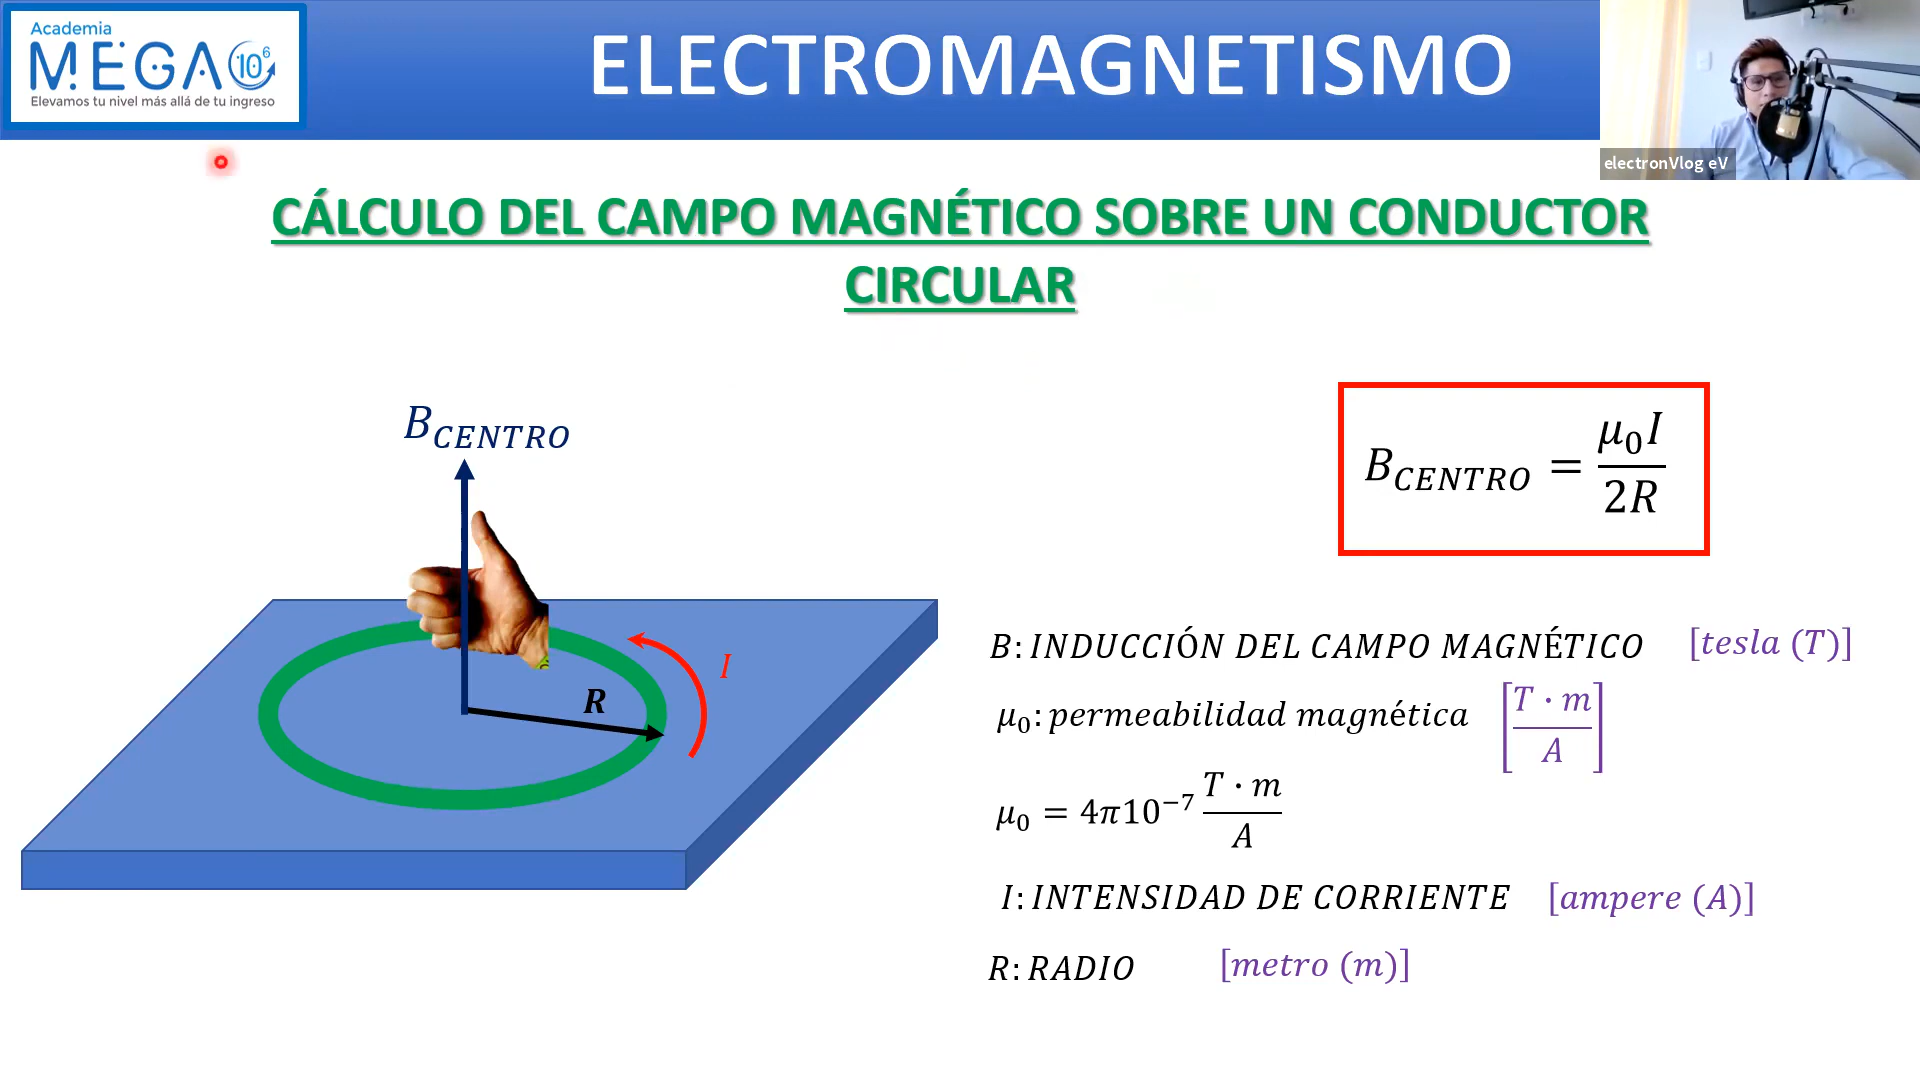 Academia
MEGA 10⁶
Elevamos tu nivel más allá de tu ingreso
ELECTROMAGNETISMO
electronVlog eV
CÁLCULO DEL CAMPO MAGNÉTICO SOBRE UN CONDUCTOR
CIRCULAR
B_CENTRO
R
I
B_CENTRO = μ₀I / 2R
B: INDUCCIÓN DEL CAMPO MAGNÉTICO [tesla (T)]
μ₀: permeabilidad magnética [T · m / A]
μ₀ = 4π10⁻⁷ T · m / A
I: INTENSIDAD DE CORRIENTE [ampere (A)]
R: RADIO [metro (m)]